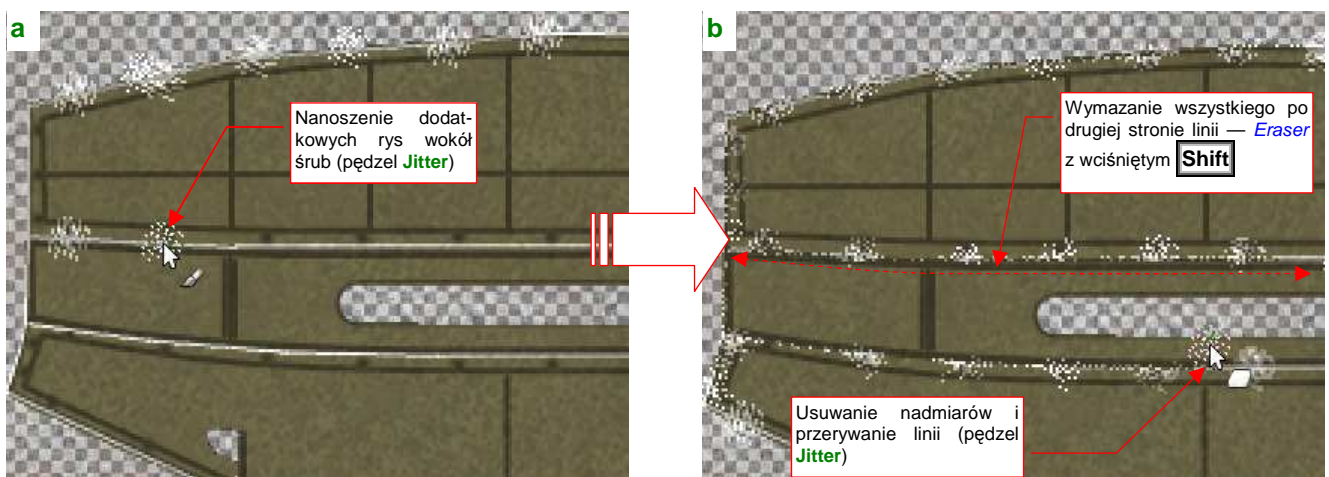 a
Nanoszenie dodat-
kowych rys wokół
śrub (pędzel Jitter)
b
Wymazanie wszystkiego po
drugiej stronie linii — Eraser
z wciśniętym Shift
Usuwanie nadmiarów i
przerywanie linii (pędzel
Jitter)